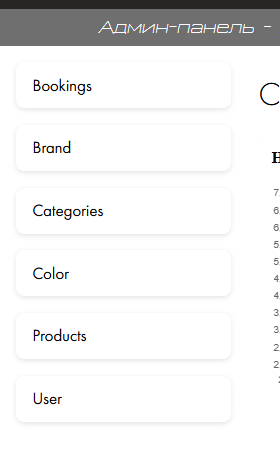 Админ-панель -
Bookings
Brand
Categories
Color
Products
User